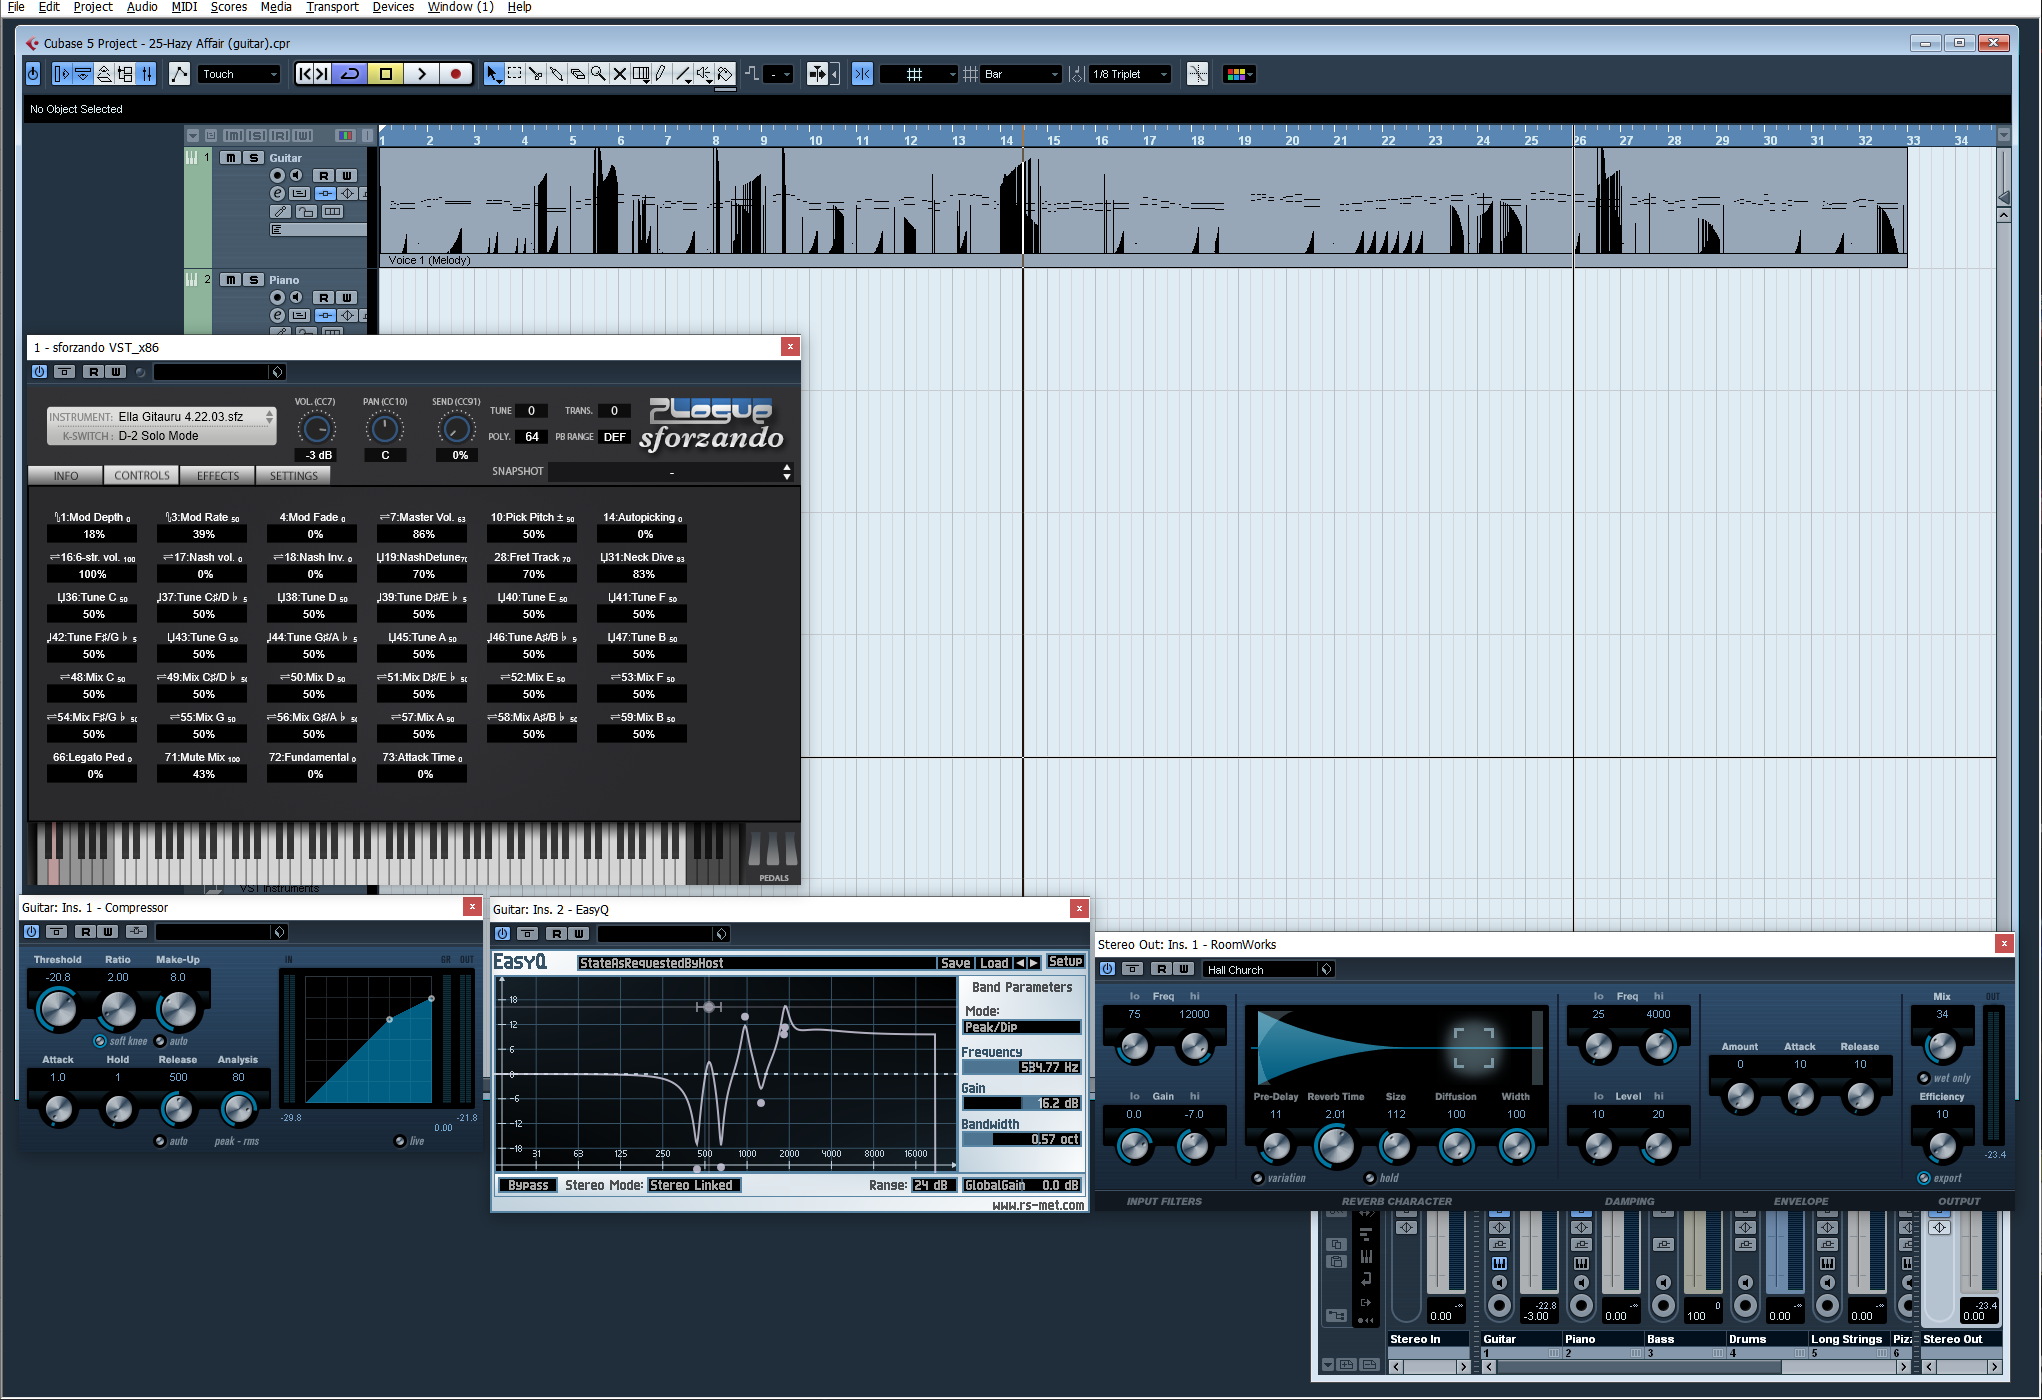 File Edit Project Audio MIDI Scores Media Transport Devices Window (1) Help
Cubase 5 Project - 25-Hazy Affair (guitar).cpr
Touch - Bar 1/8 Triplet
No Object Selected
1 2 3 4 5 6 7 8 9 10 11 12 13 14 15 16 17 18 19 20 21 22 23 24 25 26 27 28 29 30 31 32 33 34
1 M S Guitar
R W
Voice 1 (Melody)
2 M S Piano
R W
1 - sforzando VST_x86
R W
INSTRUMENT: Ella Gitauru 4.22.03.sfz
K-SWITCH : D-2 Solo Mode
VOL. (CC7) PAN (CC10) SEND (CC91)
-3 dB C 0%
TUNE 0 TRANS. 0
POLY. 64 PB RANGE DEF
Plogue
sforzando
SNAPSHOT -
INFO CONTROLS EFFECTS SETTINGS
1:Mod Depth 0 3:Mod Rate 50 4:Mod Fade 0 7:Master Vol. 63 10:Pick Pitch ± 50 14:Autopicking 0
18% 39% 0% 86% 50% 0%
16:6-str. vol. 100 17:Nash vol. 0 18:Nash Inv. 0 19:NashDetune 70 28:Fret Track 70 31:Neck Dive 83
100% 0% 0% 70% 70% 83%
36:Tune C 50 37:Tune C♯/D♭ 5 38:Tune D 50 39:Tune D♯/E♭ 5 40:Tune E 50 41:Tune F 50
50% 50% 50% 50% 50% 50%
42:Tune F♯/G♭ 5 43:Tune G 50 44:Tune G♯/A♭ 5 45:Tune A 50 46:Tune A♯/B♭ 5 47:Tune B 50
50% 50% 50% 50% 50% 50%
48:Mix C 50 49:Mix C♯/D♭ 50 50:Mix D 50 51:Mix D♯/E♭ 50 52:Mix E 50 53:Mix F 50
50% 50% 50% 50% 50% 50%
54:Mix F♯/G♭ 50 55:Mix G 50 56:Mix G♯/A♭ 50 57:Mix A 50 58:Mix A♯/B♭ 50 59:Mix B 50
50% 50% 50% 50% 50% 50%
66:Legato Ped 0 71:Mute Mix 100 72:Fundamental 0 73:Attack Time 0
0% 43% 0% 0%
PEDALS
VST Instruments
Guitar: Ins. 1 - Compressor
R W
Threshold Ratio Make-Up
-20.8 2.00 8.0
soft knee auto
Attack Hold Release Analysis
1.0 1 500 80
auto peak - rms
IN GR OUT
-29.8 0.00 -21.8
live
Guitar: Ins. 2 - EasyQ
R W
EasyQ StateAsRequestedByHost Save Load Setup
18
12
6
0
-6
-12
-18
31 63 125 250 500 1000 2000 4000 8000 16000
Band Parameters
Mode:
Peak/Dip
Frequency
534.77 Hz
Gain
16.2 dB
Bandwidth
0.57 oct
Bypass Stereo Mode: Stereo Linked Range: 24 dB GlobalGain 0.0 dB
www.rs-met.com
Stereo Out: Ins. 1 - RoomWorks
R W Hall Church
lo Freq hi
75 12000
lo Gain hi
0.0 -7.0
INPUT FILTERS
Pre-Delay Reverb Time Size Diffusion Width
11 2.01 112 100 100
variation hold
REVERB CHARACTER
lo Freq hi
25 4000
lo Level hi
10 20
DAMPING
Amount Attack Release
0 10 10
ENVELOPE
Mix OUT
34
wet only
Efficiency
10
-23.4
export
OUTPUT
-∞ -22.8 -∞ 0 -∞ -∞ -23.4
0.00 -3.00 0.00 100 0.00 0.00 0.00
Stereo In Guitar Piano Bass Drums Long Strings Piz Stereo Out
1 2 3 4 5 6